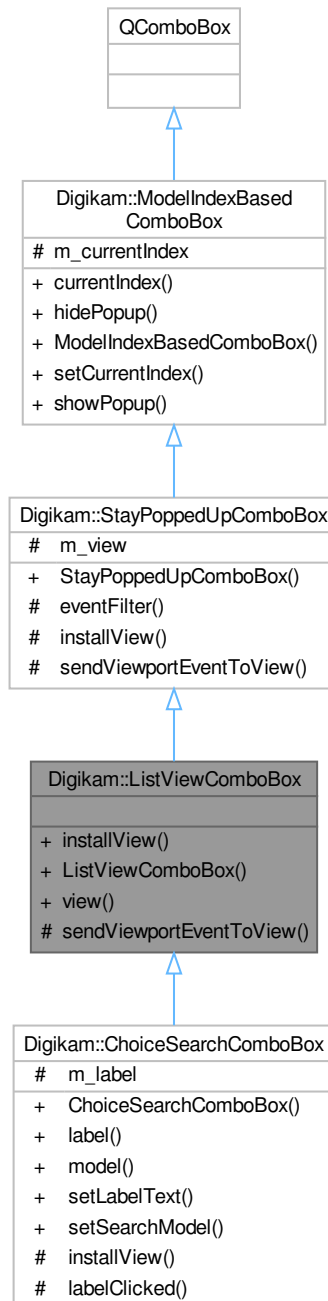 QComboBox
Digikam::ModelIndexBased
ComboBox
# m_currentIndex
+ currentIndex()
+ hidePopup()
+ ModelIndexBasedComboBox()
+ setCurrentIndex()
+ showPopup()
Digikam::StayPoppedUpComboBox
# m_view
+ StayPoppedUpComboBox()
# eventFilter()
# installView()
# sendViewportEventToView()
Digikam::ListViewComboBox
+ installView()
+ ListViewComboBox()
+ view()
# sendViewportEventToView()
Digikam::ChoiceSearchComboBox
# m_label
+ ChoiceSearchComboBox()
+ label()
+ model()
+ setLabelText()
+ setSearchModel()
# installView()
# labelClicked()